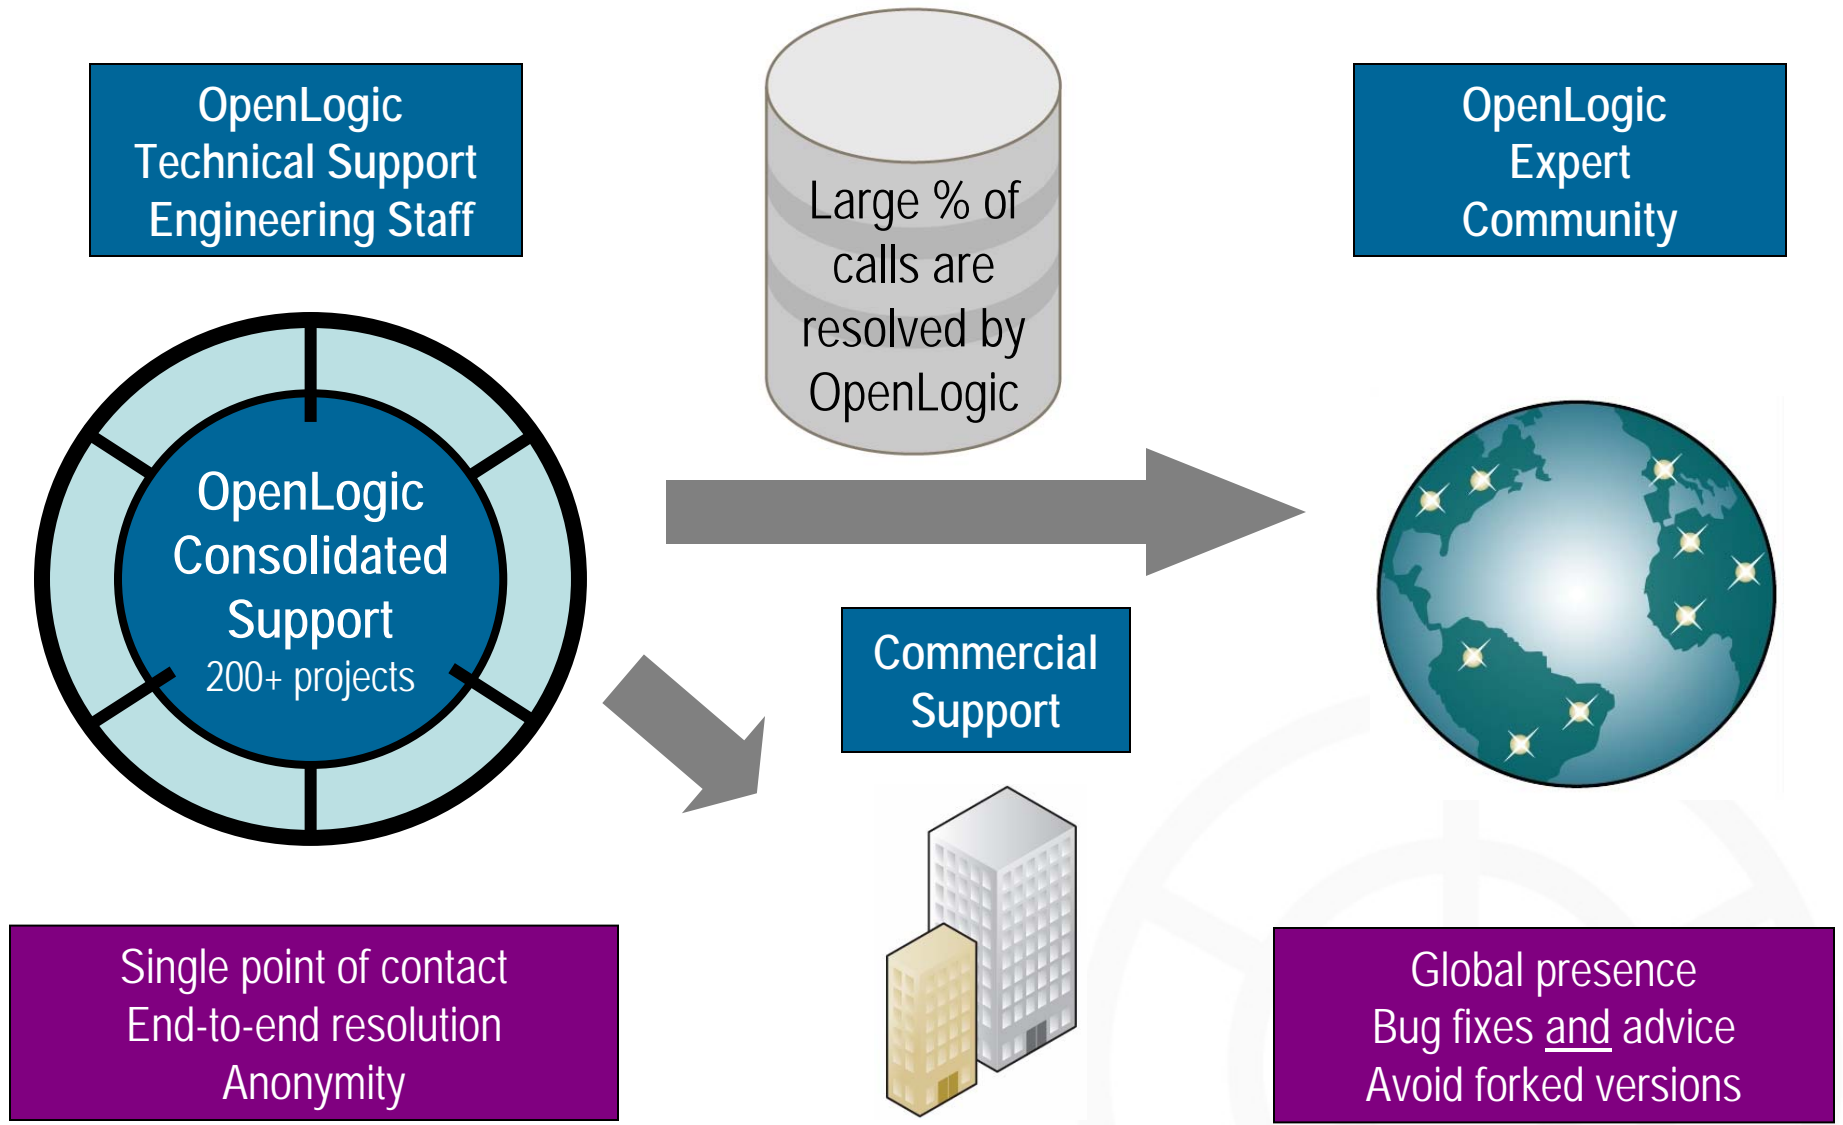 OpenLogic
Technical Support
Engineering Staff
Large % of
calls are
resolved by
OpenLogic
OpenLogic
Expert
Community
OpenLogic
Consolidated
Support
200+ projects
Commercial
Support
Single point of contact
End-to-end resolution
Anonymity
Global presence
Bug fixes and advice
Avoid forked versions